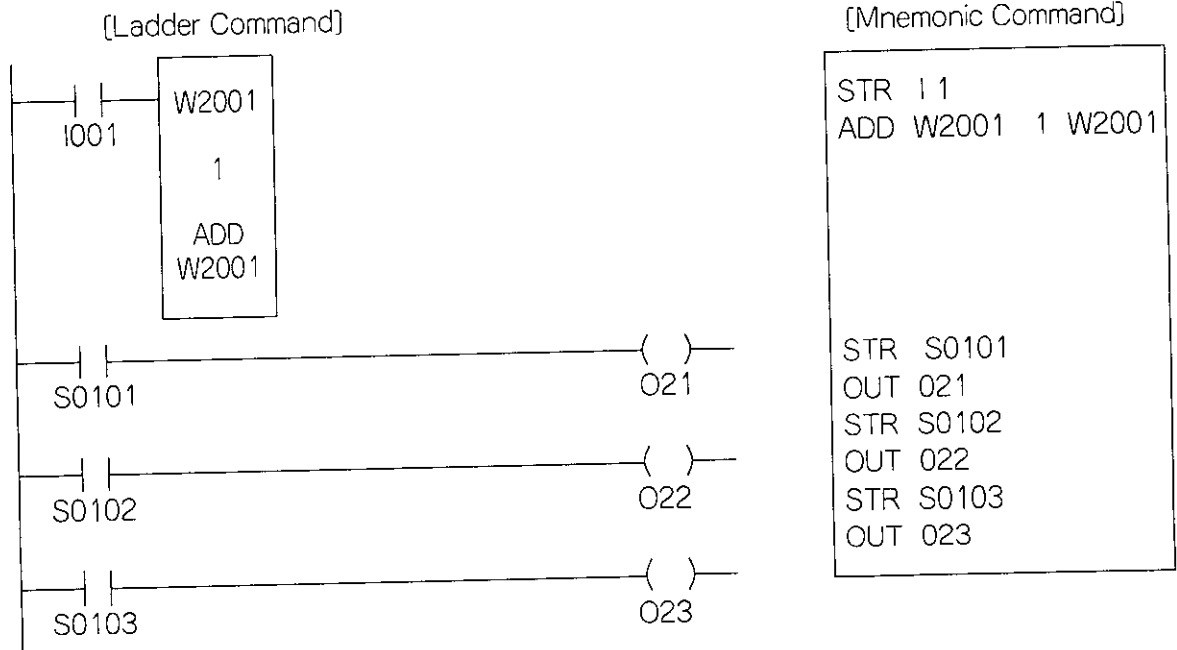 [Ladder Command]
W2001
I001
1
ADD
W2001
S0101
O21
S0102
O22
S0103
O23
[Mnemonic Command]
STR I 1
ADD W2001 1 W2001
STR S0101
OUT 021
STR S0102
OUT 022
STR S0103
OUT 023